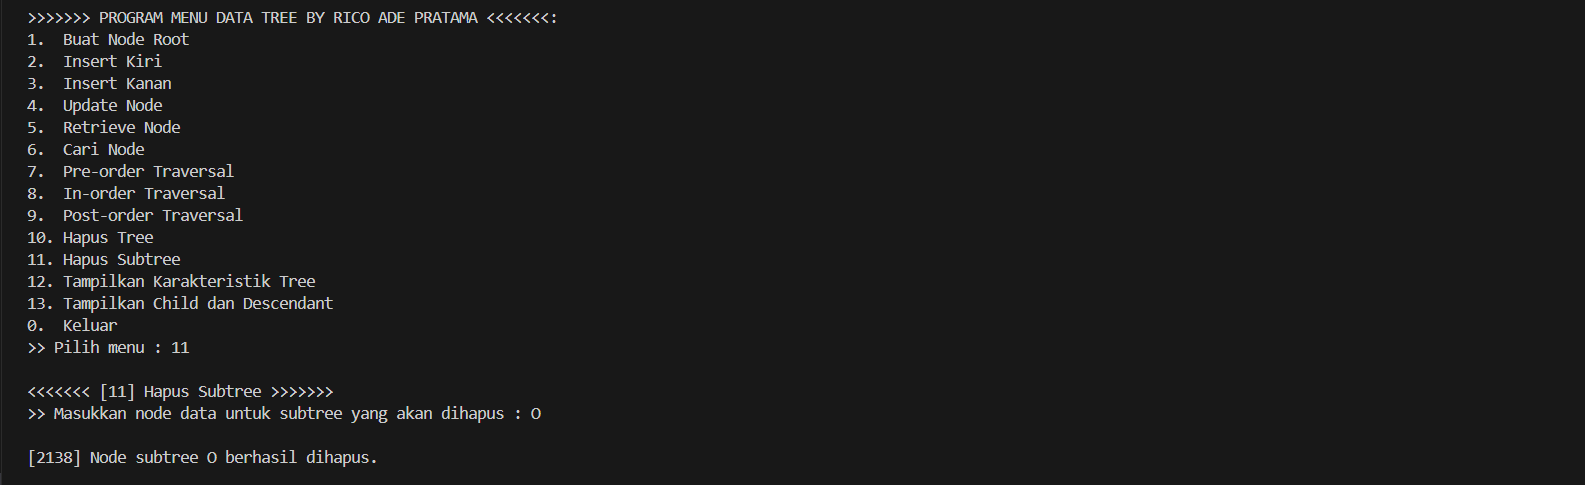 >>>>>>> PROGRAM MENU DATA TREE BY RICO ADE PRATAMA <<<<<<<:
1.  Buat Node Root
2.  Insert Kiri
3.  Insert Kanan
4.  Update Node
5.  Retrieve Node
6.  Cari Node
7.  Pre-order Traversal
8.  In-order Traversal
9.  Post-order Traversal
10. Hapus Tree
11. Hapus Subtree
12. Tampilkan Karakteristik Tree
13. Tampilkan Child dan Descendant
0.  Keluar
>> Pilih menu : 11
<<<<<<< [11] Hapus Subtree >>>>>>>
>> Masukkan node data untuk subtree yang akan dihapus : O
[2138] Node subtree O berhasil dihapus.